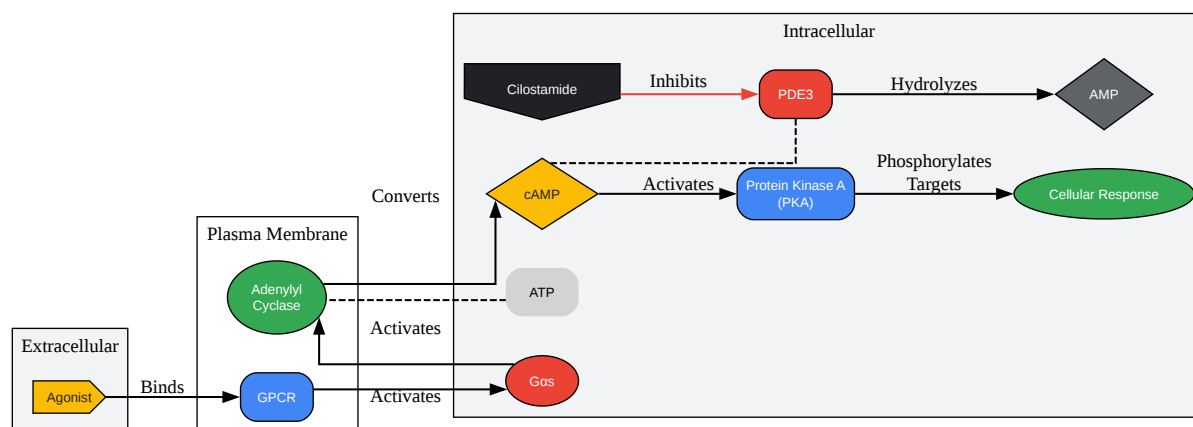 Intracellular
Cilostamide
Inhibits
PDE3
Hydrolyzes
AMP
Converts
cAMP
Activates
Protein Kinase A
(PKA)
Phosphorylates
Targets
Cellular Response
Plasma Membrane
Adenylyl
Cyclase
ATP
Activates
Extracellular
Agonist
Binds
GPCR
Activates
Gαs